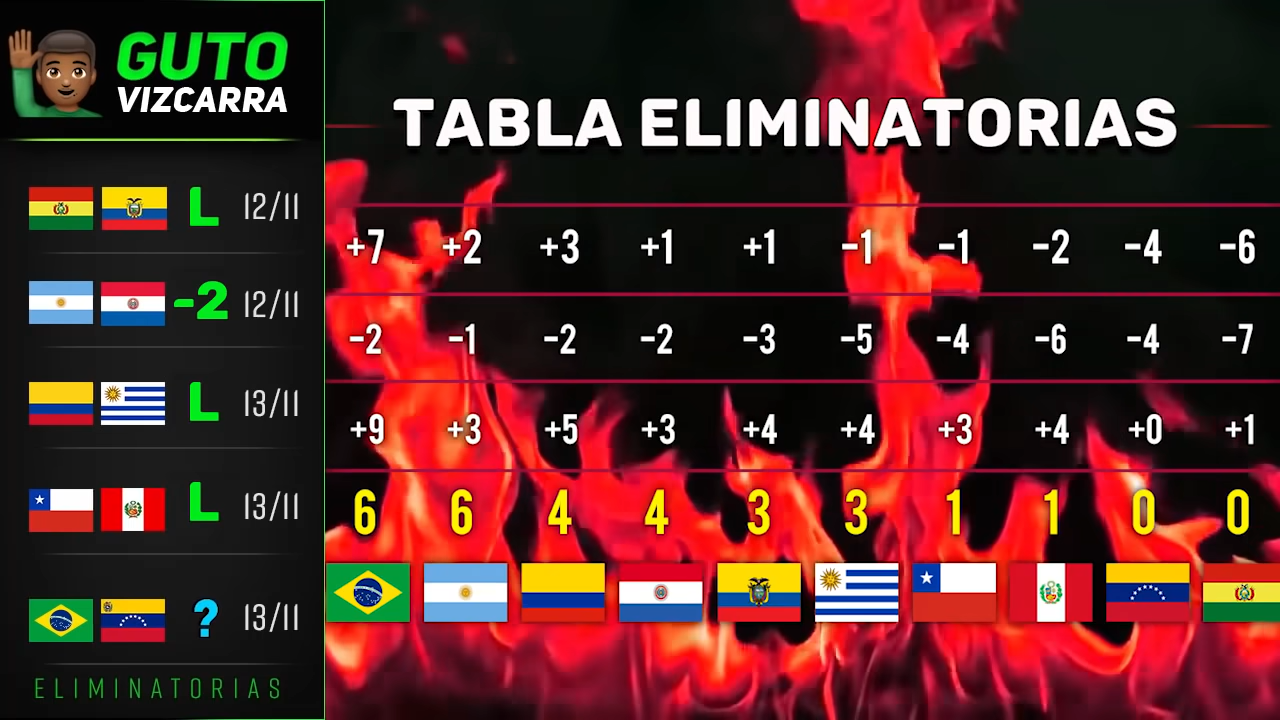 GUTO
VIZCARRA
L 12/11
-2 12/11
L 13/11
L 13/11
? 13/11
ELIMINATORIAS
TABLA ELIMINATORIAS
+7 +2 +3 +1 +1 -1 -1 -2 -4 -6
-2 -1 -2 -2 -3 -5 -4 -6 -4 -7
+9 +3 +5 +3 +4 +4 +3 +4 +0 +1
6 6 4 4 3 3 1 1 0 0